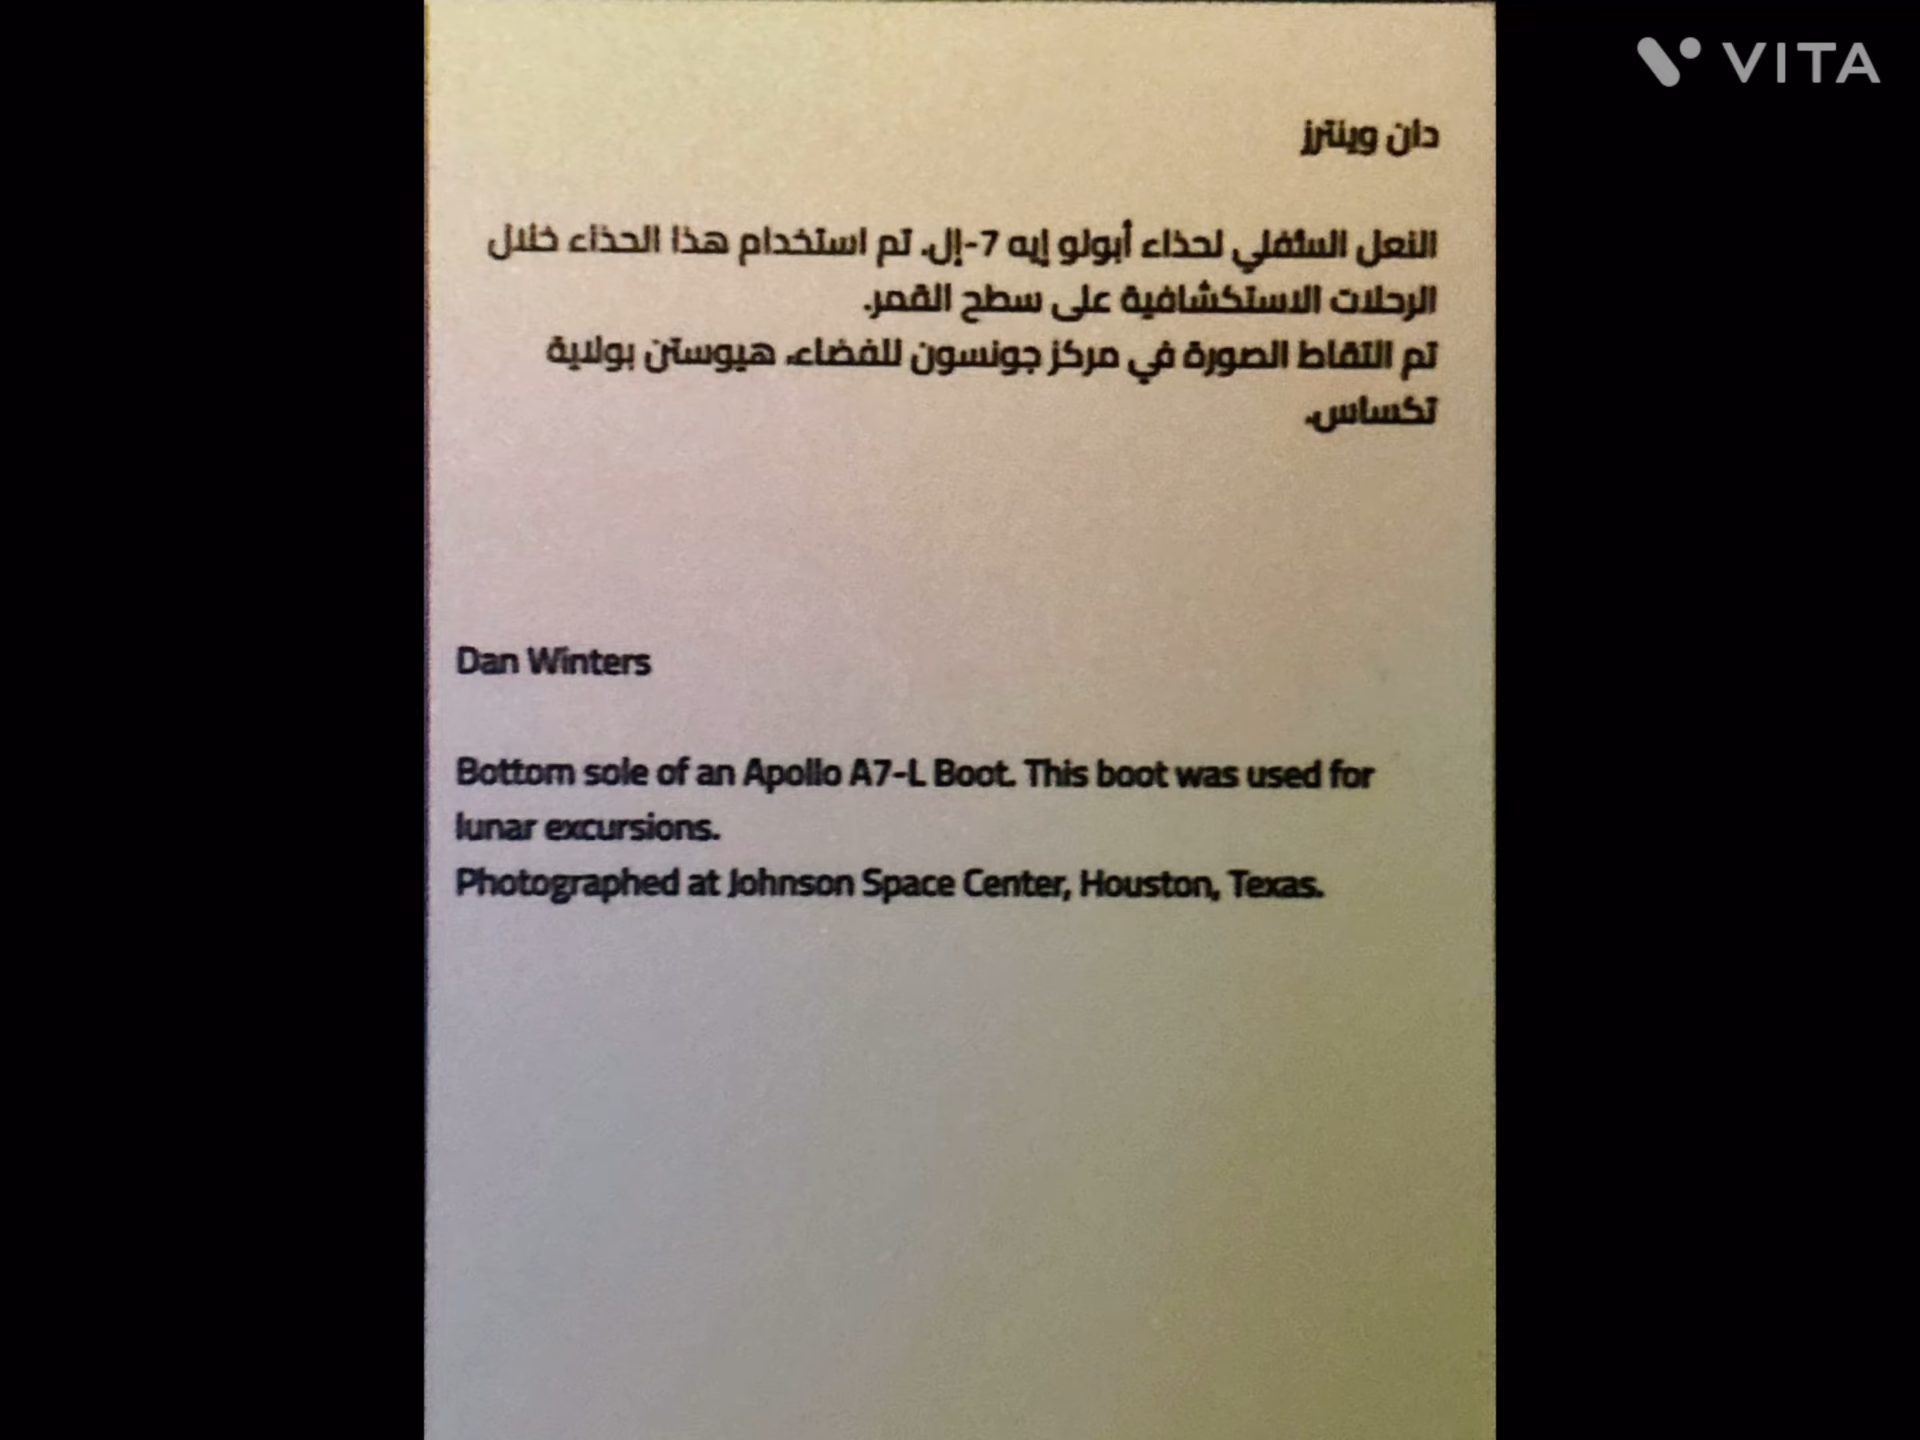 VITA
دان وينترز
النعل السُفلي لحذاء أبولو إيه 7-إل. تم استخدام هذا الحذاء خلال
الرحلات الاستكشافية على سطح القمر.
تم التقاط الصورة في مركز جونسون للفضاء، هيوستن بولاية
تكساس.
Dan Winters
Bottom sole of an Apollo A7-L Boot. This boot was used for
lunar excursions.
Photographed at Johnson Space Center, Houston, Texas.